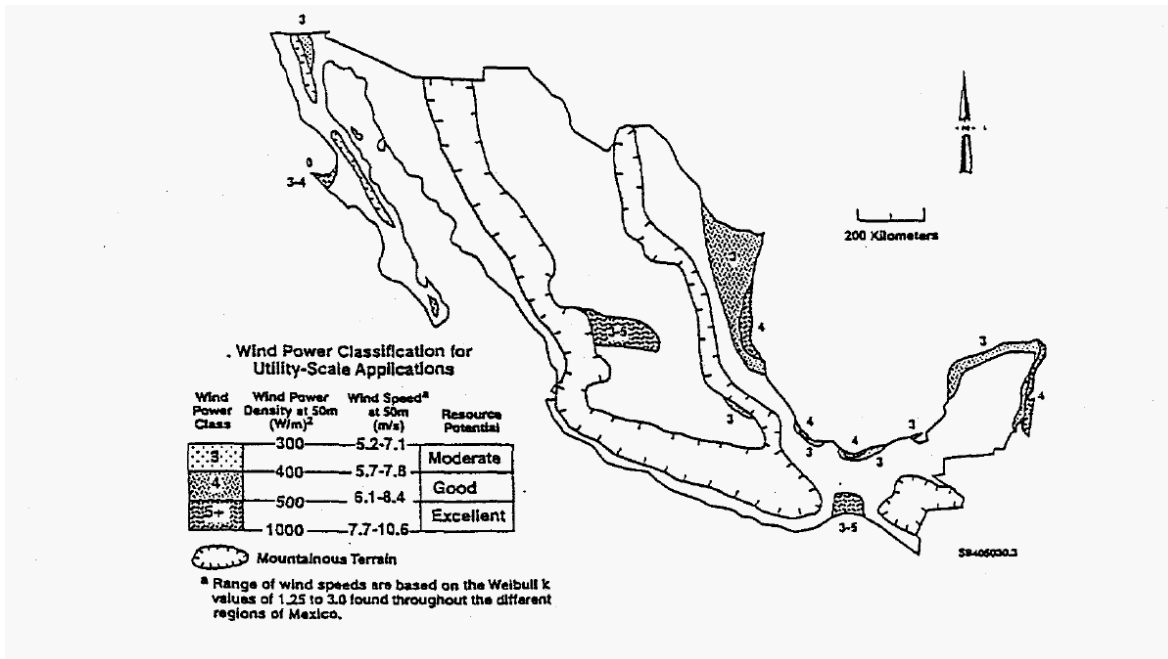 3
0
3-4
3
4
3-5
3
4
3
4
3
4
3
3
4
3-5
200 Kilometers
. Wind Power Classification for
Utility-Scale Applications
Wind Power Class
Wind Power Density at 50m (W/m)²
Wind Speedª at 50m (m/s)
Resource Potential
300 5.2-7.1
3 Moderate
400 5.7-7.8
4 Good
500 6.1-8.4
5+ Excellent
1000 7.7-10.6
Mountainous Terrain
a Range of wind speeds are based on the Weibull k
values of 1.25 to 3.0 found throughout the different
regions of Mexico.